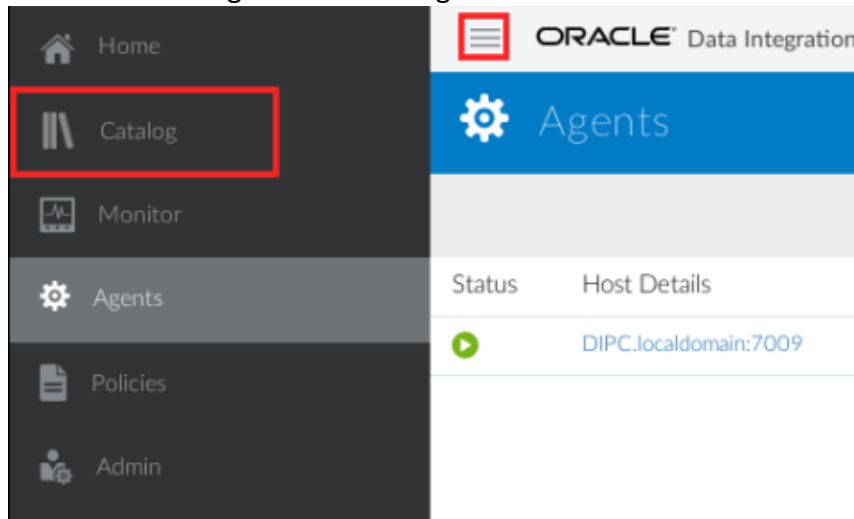 Home
Catalog
Monitor
Agents
Policies
Admin
ORACLE® Data Integration
Agents
Status Host Details
DIPC.localdomain:7009